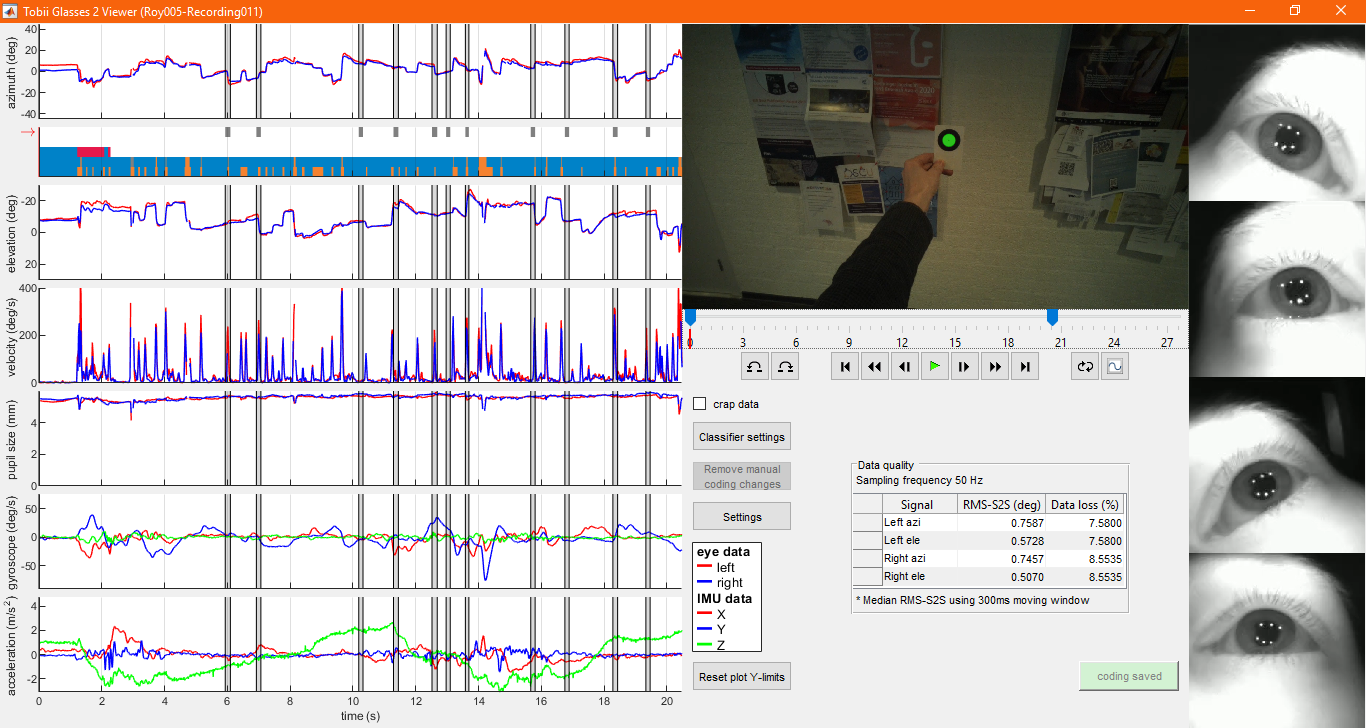 Tobii Glasses 2 Viewer (Roy005-Recording011)
azimuth (deg)
40
20
0
-20
-40
elevation (deg)
-20
0
20
velocity (deg/s)
400
200
0
pupil size (mm)
4
2
0
gyroscope (deg/s)
50
0
-50
acceleration (m/s²)
4
2
0
-2
0 2 4 6 8 10 12 14 16 18 20
time (s)
0 3 6 9 12 15 18 21 24 27
crap data
Classifier settings
Remove manual
coding changes
Settings
eye data
left
right
IMU data
X
Y
Z
Reset plot Y-limits
Data quality
Sampling frequency 50 Hz
Signal RMS-S2S (deg) Data loss (%)
Left azi 0.7587 7.5800
Left ele 0.5728 7.5800
Right azi 0.7457 8.5535
Right ele 0.5070 8.5535
* Median RMS-S2S using 300ms moving window
coding saved